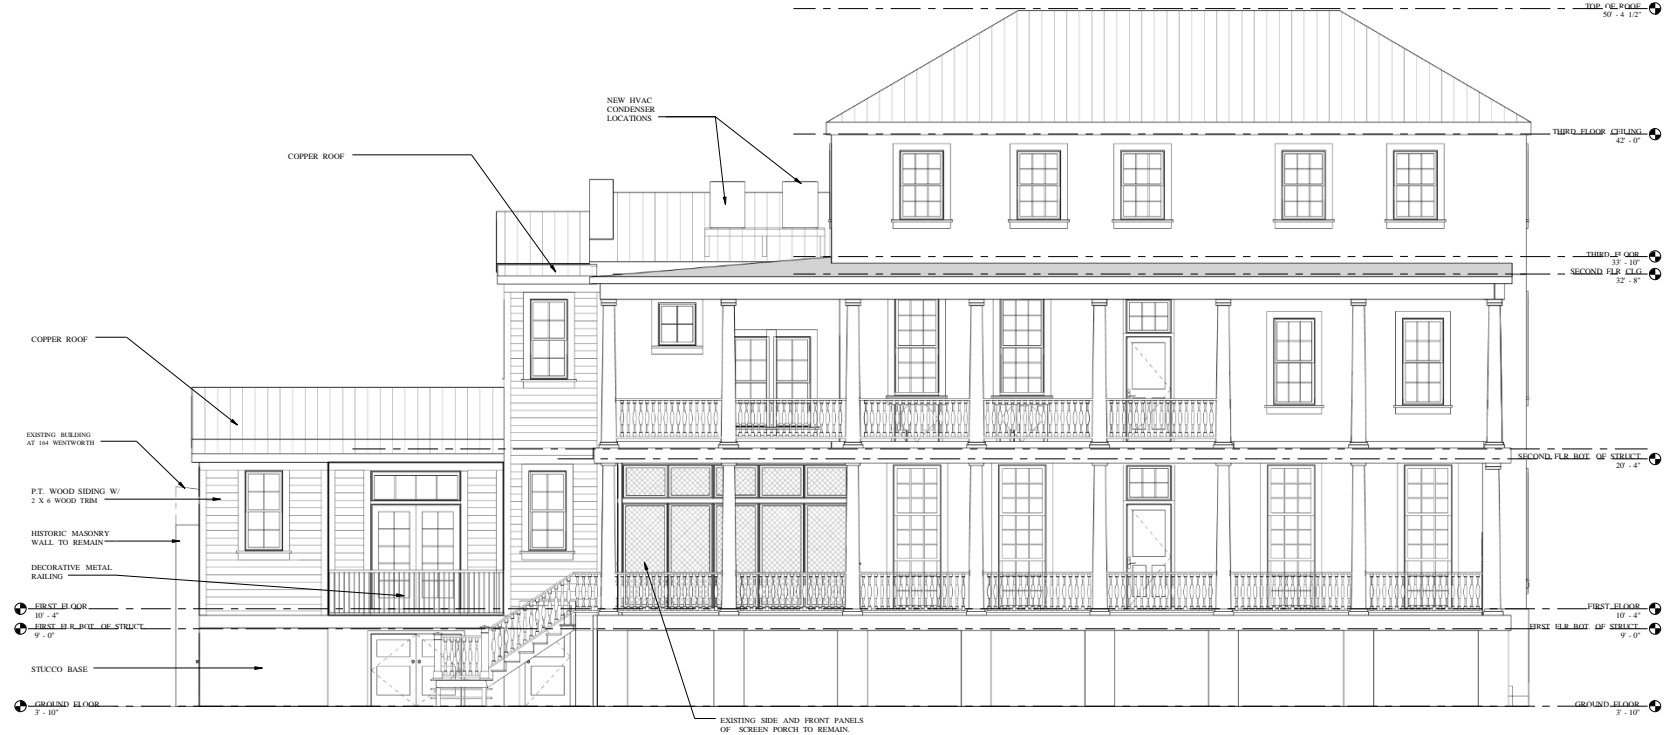 TOP OF ROOF
50' - 4 1/2"
NEW HVAC
CONDENSER
LOCATIONS
THIRD FLOOR CEILING
42' - 0"
COPPER ROOF
THIRD FLOOR
33' - 10"
SECOND FLR CLG
32' - 8"
COPPER ROOF
EXISTING BUILDING
AT 164 WENTWORTH
SECOND FLR BOT. OF STRUCT
20' - 4"
P.T. WOOD SIDING W/
2 X 6 WOOD TRIM
HISTORIC MASONRY
WALL TO REMAIN
DECORATIVE METAL
RAILING
FIRST FLOOR
10' - 4"
FIRST FLOOR
10' - 4"
FIRST FLR BOT. OF STRUCT
9' - 0"
FIRST FLR BOT. OF STRUCT
9' - 0"
STUCCO BASE
GROUND FLOOR
3' - 10"
GROUND FLOOR
3' - 10"
EXISTING SIDE AND FRONT PANELS
OF SCREEN PORCH TO REMAIN.